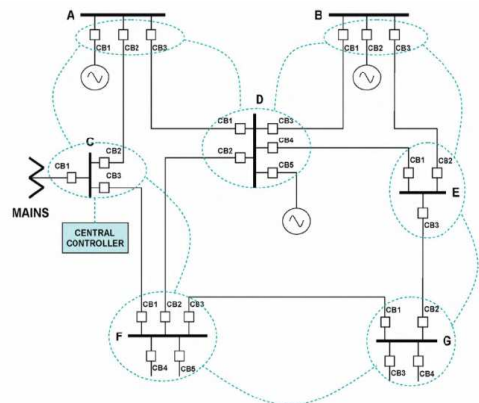 A
B
CB1 CB2 CB3
CB1 CB2 CB3
D
CB1
CB3
CB4
CB2
CB5
C
CB2
CB1
CB3
MAINS
CENTRAL
CONTROLLER
CB1 CB2
E
CB3
CB1 CB2 CB3
F
CB4 CB5
CB1 CB2
G
CB3 CB4